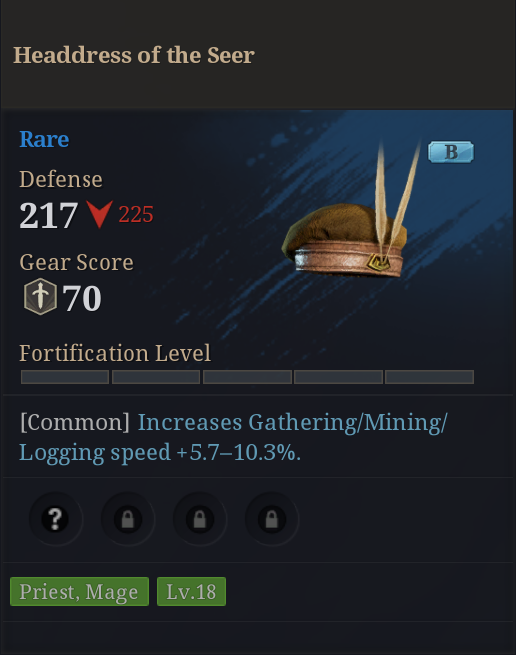 Headdress of the Seer
Rare
B
Defense
217 225
Gear Score
70
Fortification Level
[Common] Increases Gathering/Mining/
Logging speed +5.7–10.3%.
?
Priest, Mage Lv.18